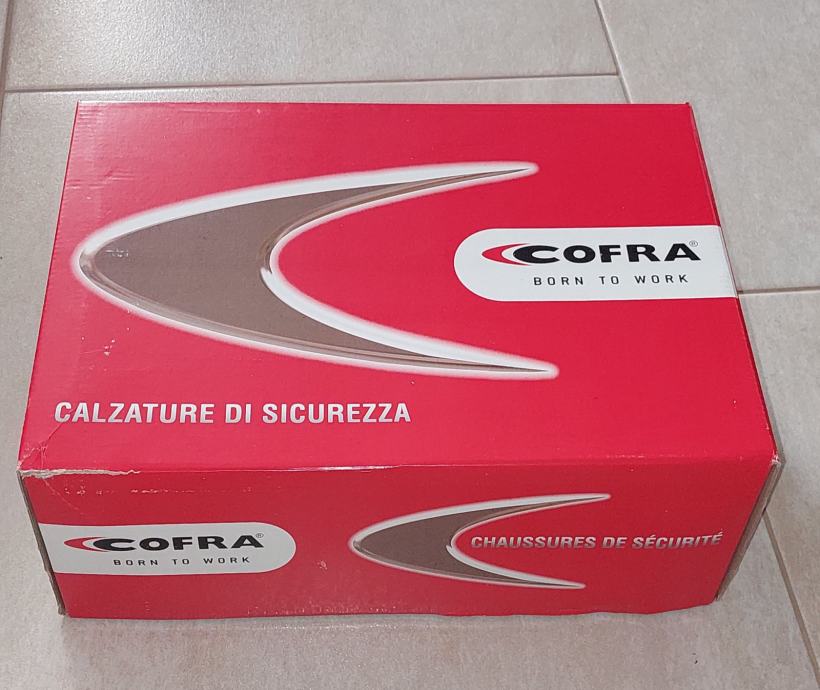 COFRA®
BORN TO WORK
CALZATURE DI SICUREZZA
COFRA®
BORN TO WORK
CHAUSSURES DE SÉCURITÉ